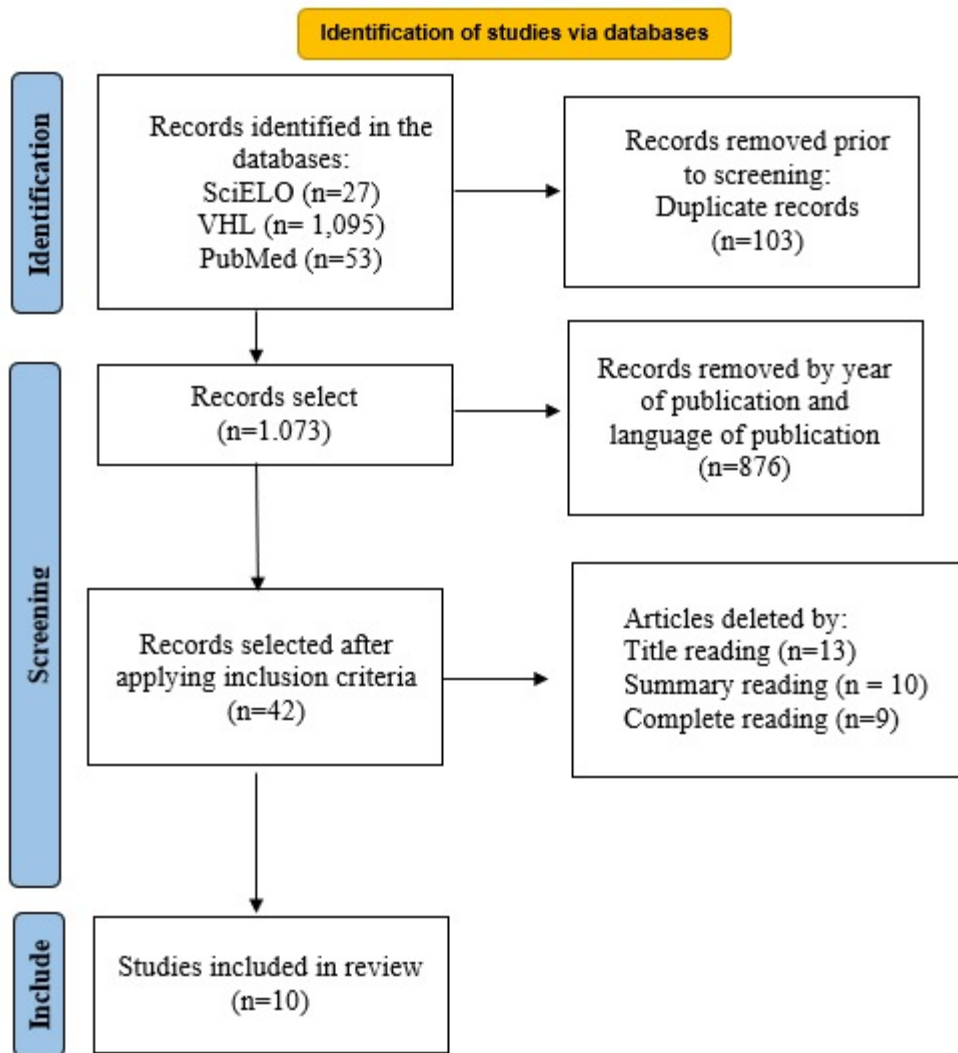 Identification of studies via databases
Identification
Records identified in the
databases:
SciELO (n=27)
VHL (n= 1,095)
PubMed (n=53)
Records removed prior
to screening:
Duplicate records
(n=103)
Screening
Records select
(n=1.073)
Records removed by year
of publication and
language of publication
(n=876)
Records selected after
applying inclusion criteria
(n=42)
Articles deleted by:
Title reading (n=13)
Summary reading (n = 10)
Complete reading (n=9)
Include
Studies included in review
(n=10)